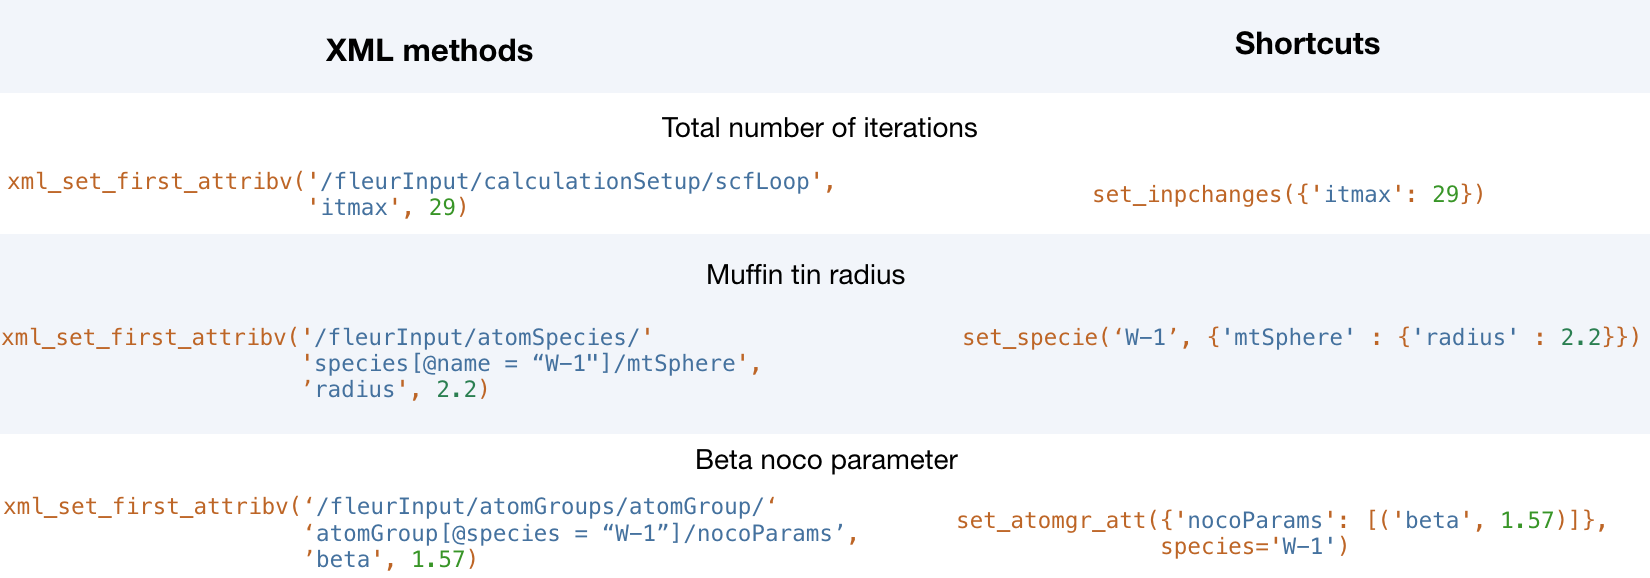 XML methods
Shortcuts
Total number of iterations
xml_set_first_attribv('/fleurInput/calculationSetup/scfLoop',
'itmax', 29)
set_inpchanges({'itmax': 29})
Muffin tin radius
xml_set_first_attribv('/fleurInput/atomSpecies/'
'species[@name = “W-1"]/mtSphere',
’radius', 2.2)
set_specie(‘W-1’, {'mtSphere' : {'radius' : 2.2}})
Beta noco parameter
xml_set_first_attribv(‘/fleurInput/atomGroups/atomGroup/‘
‘atomGroup[@species = “W-1”]/nocoParams’,
’beta', 1.57)
set_atomgr_att({'nocoParams': [('beta', 1.57)]},
species='W-1')